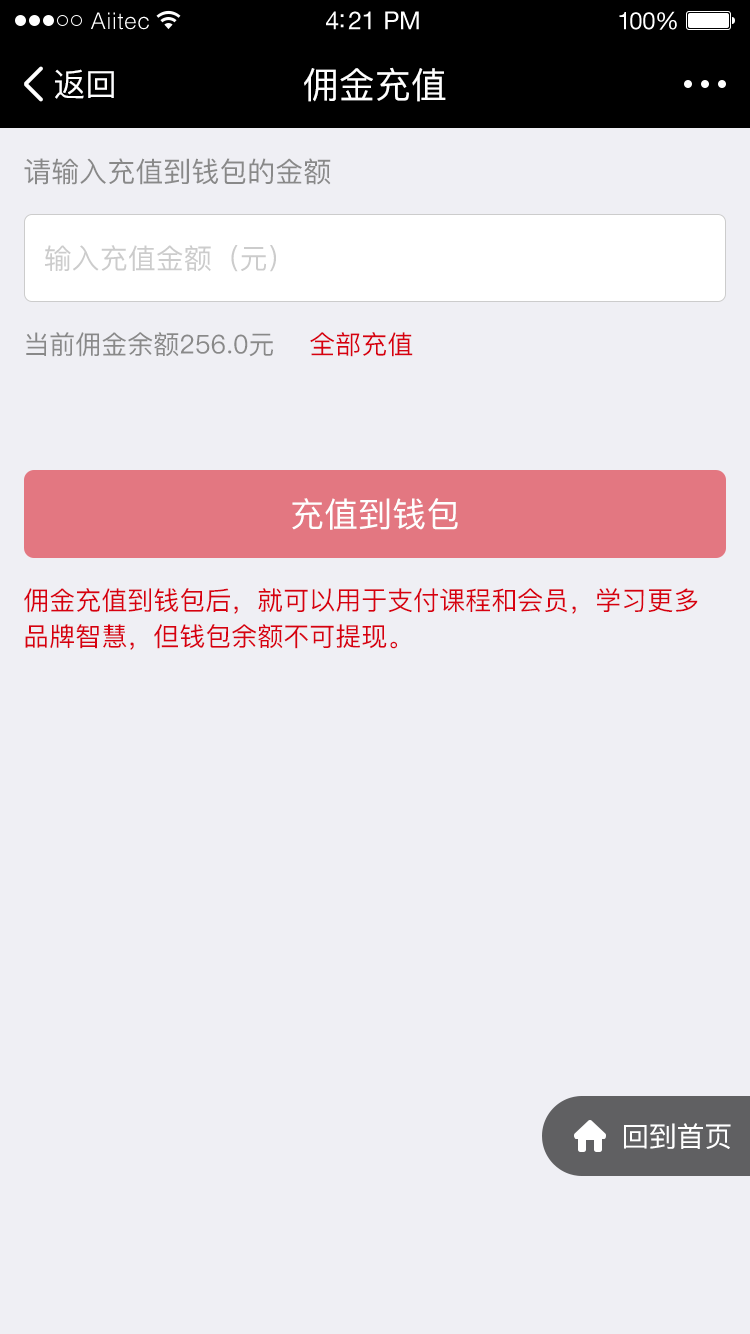 Aiitec 4:21 PM 100%
返回 佣金充值
请输入充值到钱包的金额
输入充值金额（元）
当前佣金余额256.0元 全部充值
充值到钱包
佣金充值到钱包后，就可以用于支付课程和会员，学习更多
品牌智慧，但钱包余额不可提现。
回到首页